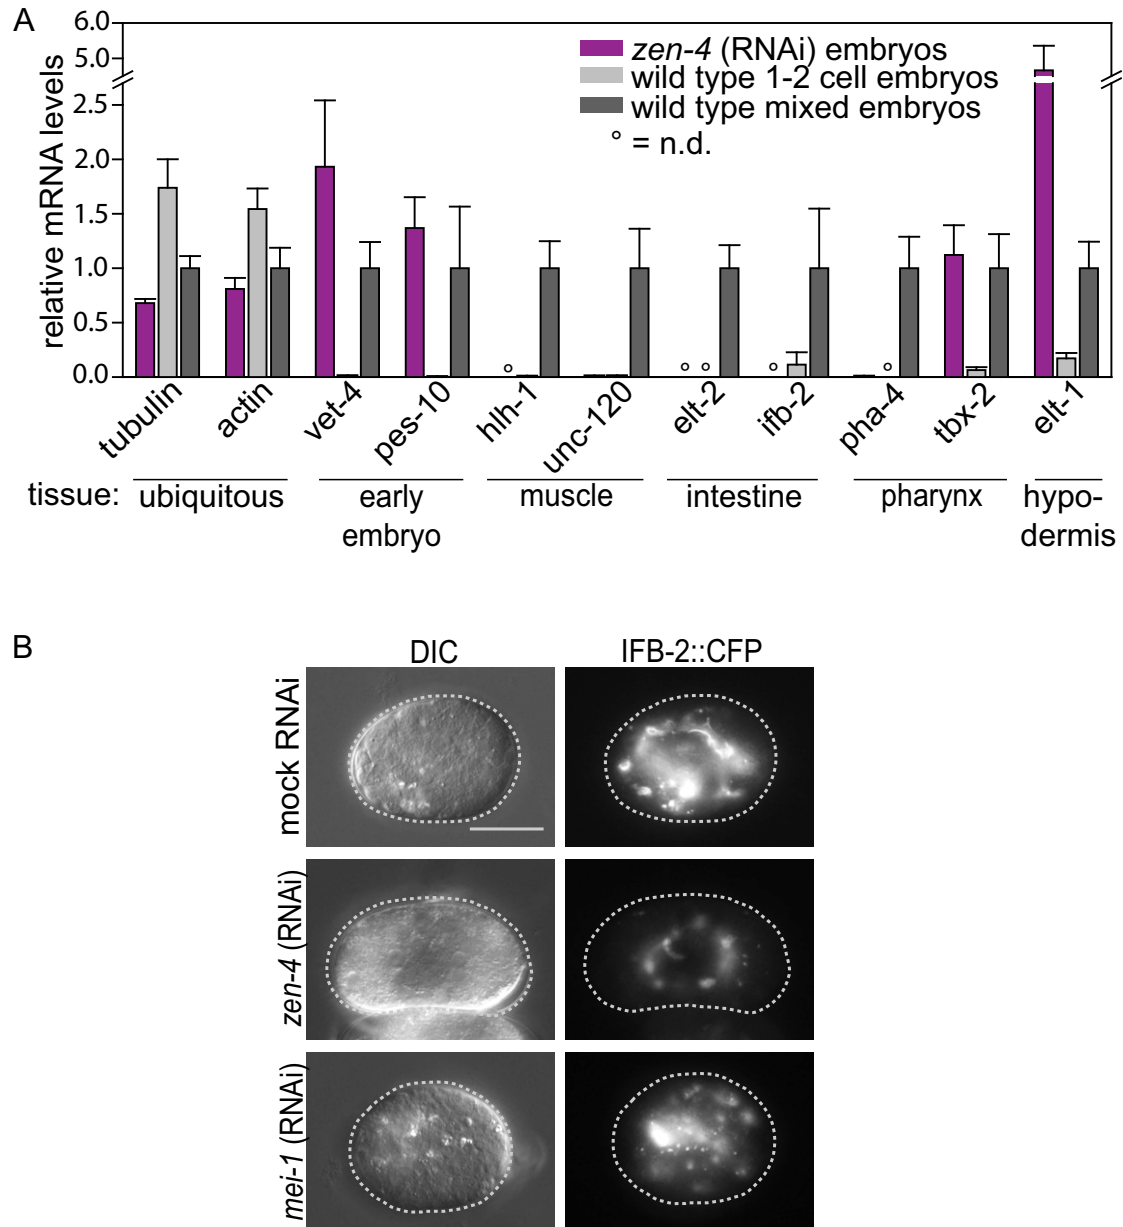 A
relative mRNA levels
6.0
5.0
2.5
2.0
1.5
1.0
0.5
0.0
zen-4 (RNAi) embryos
wild type 1-2 cell embryos
wild type mixed embryos
° = n.d.
tubulin
actin
vet-4
pes-10
hlh-1
unc-120
elt-2
ifb-2
pha-4
tbx-2
elt-1
tissue:
ubiquitous
early
embryo
muscle
intestine
pharynx
hypo-
dermis
B
DIC
IFB-2::CFP
mock RNAi
zen-4 (RNAi)
mei-1 (RNAi)